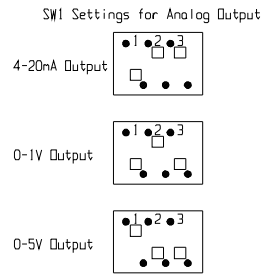 SW1 Settings for Analog Output
1 2 3
4-20mA Output
1 2 3
0-1V Output
1 2 3
0-5V Output